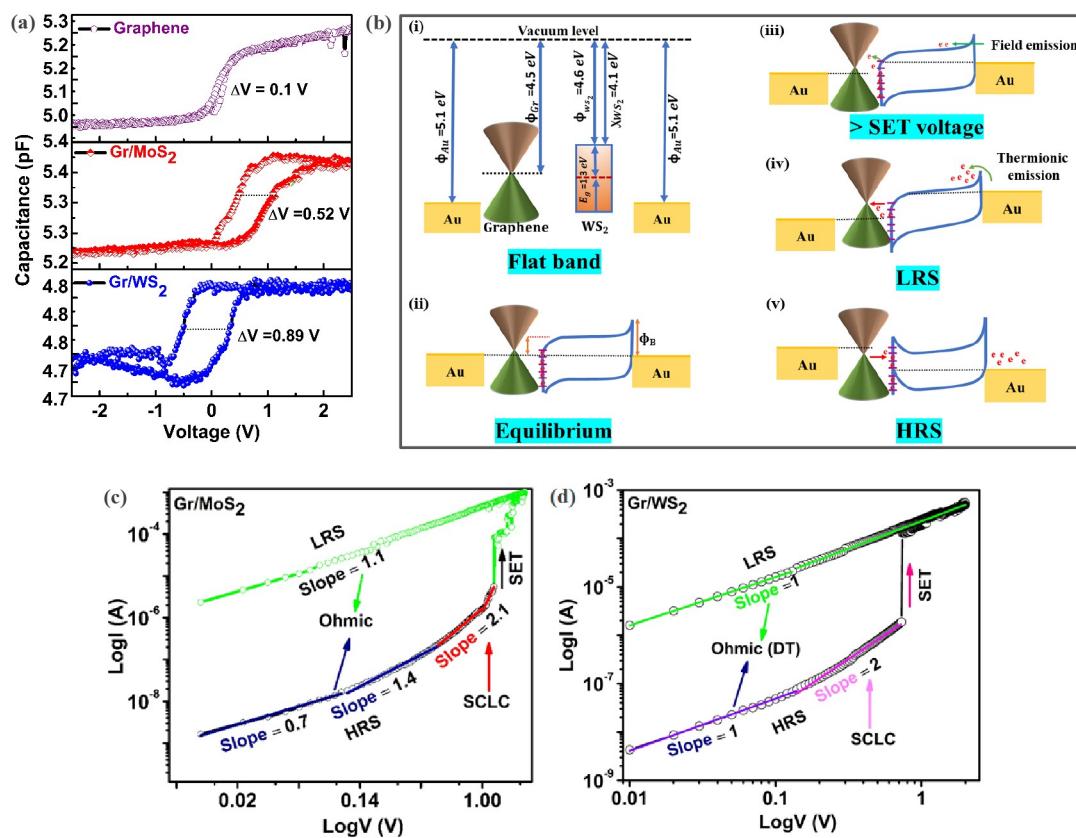 (a)
Graphene
ΔV = 0.1 V
Gr/MoS2
ΔV =0.52 V
Gr/WS2
ΔV =0.89 V
Capacitance (pF)
5.3
5.2
5.1
5.0
5.4
5.4
5.3
5.3
5.2
4.8
4.8
4.7
4.7
-2 -1 0 1 2
Voltage (V)
(b)
(i)
Vacuum level
ϕAu =5.1 eV
ϕGr=4.5 eV
ϕWS2=4.6 eV
χWS2=4.1 eV
ϕAu =5.1 eV
Eg =1.3 eV
Au
Graphene
WS2
Au
Flat band
(ii)
ϕB
Au
Au
Equilibrium
(iii)
e e
Field emission
e
Au
Au
> SET voltage
(iv)
Thermionic
emission
e e e e e
e e
Au
Au
LRS
(v)
e
e e e e e
Au
Au
HRS
(c)
Gr/MoS2
LRS
Slope = 1.1
Ohmic
SET
Slope = 2.1
Slope = 1.4
SCLC
Slope = 0.7
HRS
LogI (A)
10-4
10-6
10-8
0.02 0.14 1.00
LogV (V)
(d)
Gr/WS2
LRS
Slope = 1
SET
Ohmic (DT)
Slope = 2
SCLC
Slope = 1
HRS
LogI (A)
10-3
10-5
10-7
10-9
0.01 0.1 1
LogV (V)